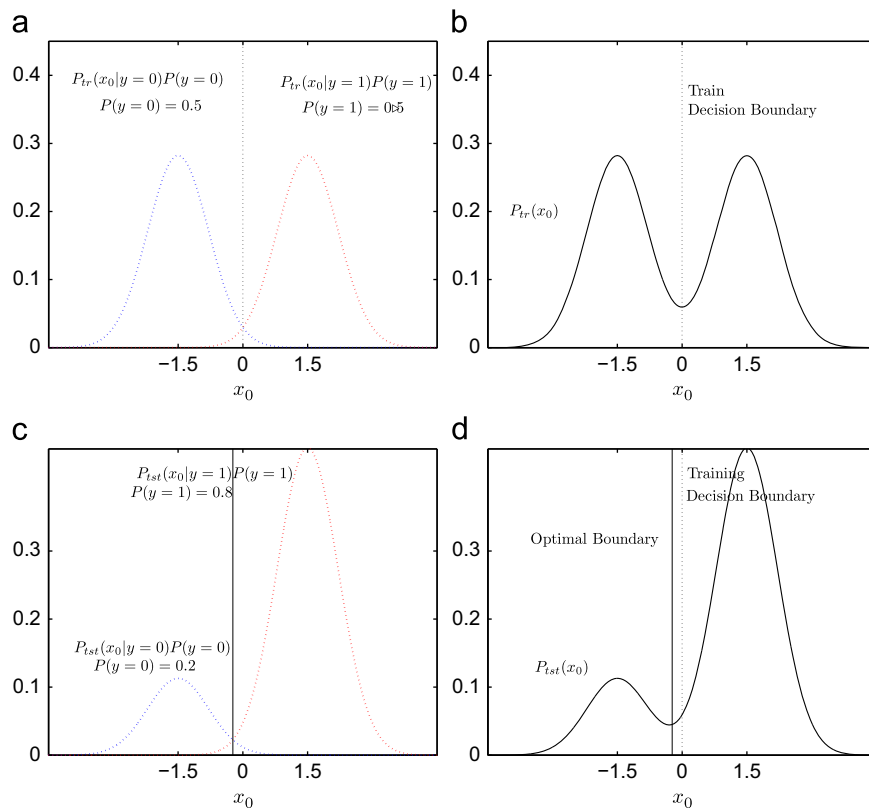 a
0.4
0.3
0.2
0.1
0
P_{tr}(x_0|y = 0)P(y = 0)
P(y = 0) = 0.5
P_{tr}(x_0|y = 1)P(y = 1)
P(y = 1) = 0.5
−1.5 0 1.5
x_0
b
0.4
0.3
0.2
0.1
0
Train
Decision Boundary
P_{tr}(x_0)
−1.5 0 1.5
x_0
c
0.3
0.2
0.1
0
P_{tst}(x_0|y = 1)P(y = 1)
P(y = 1) = 0.8
P_{tst}(x_0|y = 0)P(y = 0)
P(y = 0) = 0.2
−1.5 0 1.5
x_0
d
0.3
0.2
0.1
0
Training
Decision Boundary
Optimal Boundary
P_{tst}(x_0)
−1.5 0 1.5
x_0